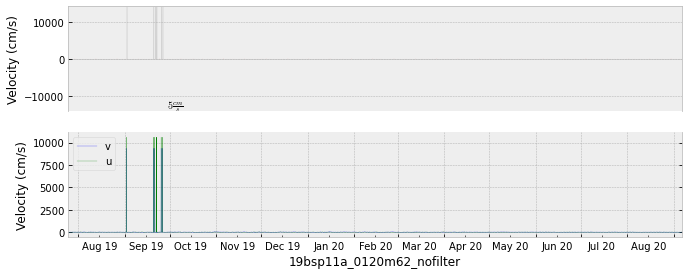 Velocity (cm/s)
10000
0
−10000
5 cm/s
Velocity (cm/s)
10000
7500
5000
2500
0
v
u
Aug 19 Sep 19 Oct 19 Nov 19 Dec 19 Jan 20 Feb 20 Mar 20 Apr 20 May 20 Jun 20 Jul 20 Aug 20
19bsp11a_0120m62_nofilter